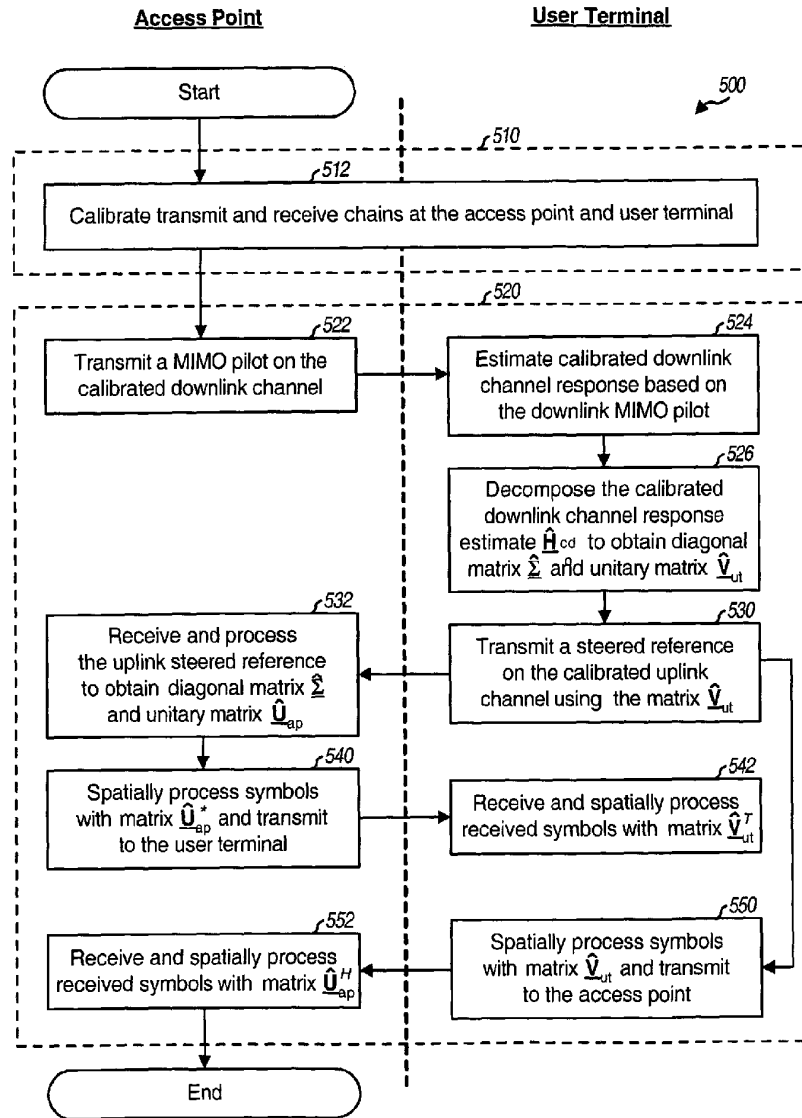 Access Point
User Terminal
Start
500
510
512
Calibrate transmit and receive chains at the access point and user terminal
520
522
Transmit a MIMO pilot on the
calibrated downlink channel
524
Estimate calibrated downlink
channel response based on
the downlink MIMO pilot
526
Decompose the calibrated
downlink channel response
estimate Ĥcd to obtain diagonal
matrix Σ̂ and unitary matrix V̂ut
532
Receive and process
the uplink steered reference
to obtain diagonal matrix Σ̂
and unitary matrix Ûap
530
Transmit a steered reference
on the calibrated uplink
channel using the matrix V̂ut
540
Spatially process symbols
with matrix Û*ap and transmit
to the user terminal
542
Receive and spatially process
received symbols with matrix V̂Tut
552
Receive and spatially process
received symbols with matrix ÛHap
550
Spatially process symbols
with matrix V̂ut and transmit
to the access point
End